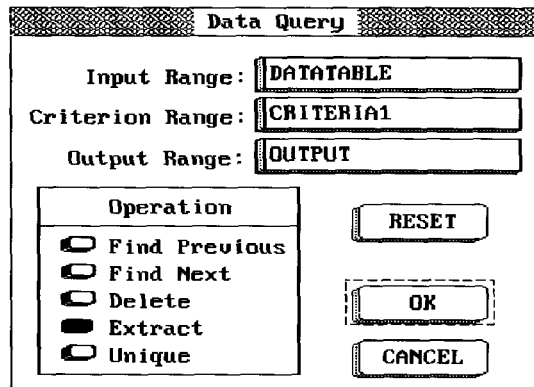 Data Query
Input Range: DATATABLE
Criterion Range: CRITERIA1
Output Range: OUTPUT
Operation
Find Previous
Find Next
Delete
Extract
Unique
RESET
OK
CANCEL